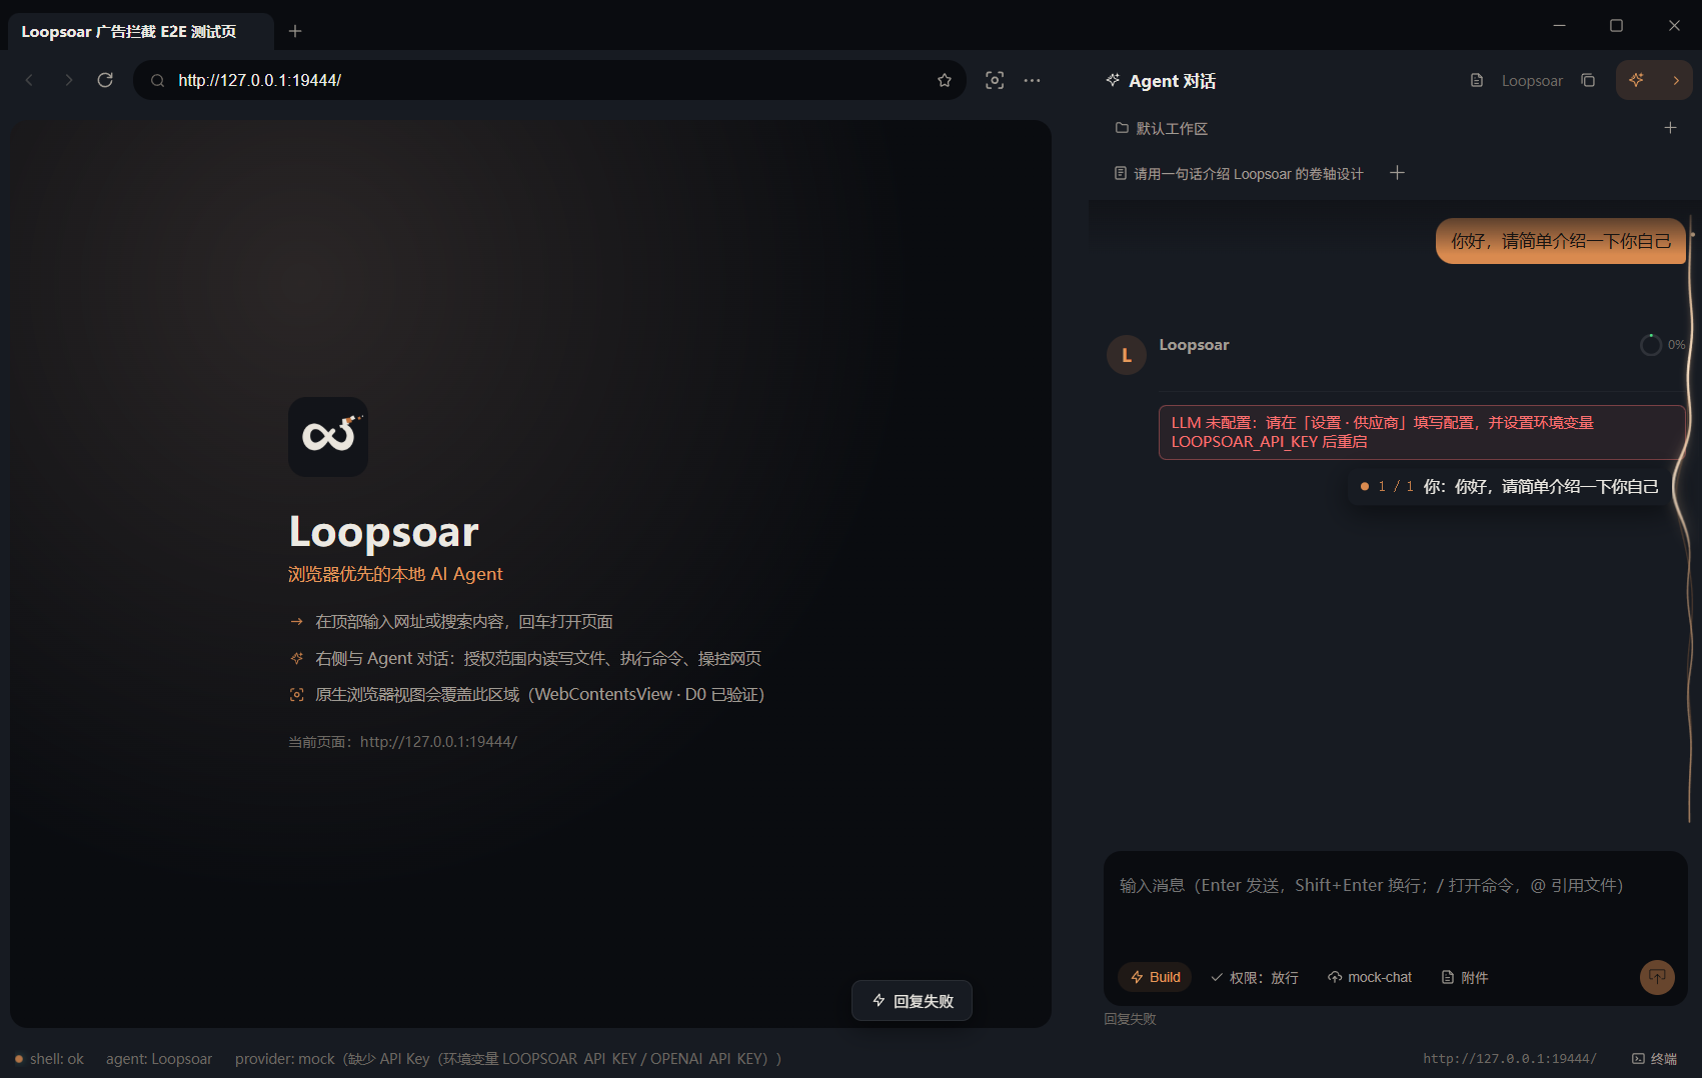 Loopsoar 广告拦截 E2E 测试页
http://127.0.0.1:19444/
Agent 对话
Loopsoar
默认工作区
请用一句话介绍 Loopsoar 的卷轴设计
你好，请简单介绍一下你自己
L
Loopsoar
0%
LLM 未配置：请在「设置 · 供应商」填写配置，并设置环境变量
LOOPSOAR_API_KEY 后重启
1 / 1 你：你好，请简单介绍一下你自己
Loopsoar
浏览器优先的本地 AI Agent
在顶部输入网址或搜索内容，回车打开页面
右侧与 Agent 对话：授权范围内读写文件、执行命令、操控网页
原生浏览器视图会覆盖此区域（WebContentsView · D0 已验证）
当前页面：http://127.0.0.1:19444/
回复失败
输入消息（Enter 发送，Shift+Enter 换行；/ 打开命令，@ 引用文件）
Build 权限：放行 mock-chat 附件
回复失败
shell: ok agent: Loopsoar provider: mock（缺少 API Key（环境变量 LOOPSOAR_API_KEY / OPENAI_API_KEY））
http://127.0.0.1:19444/ 终端